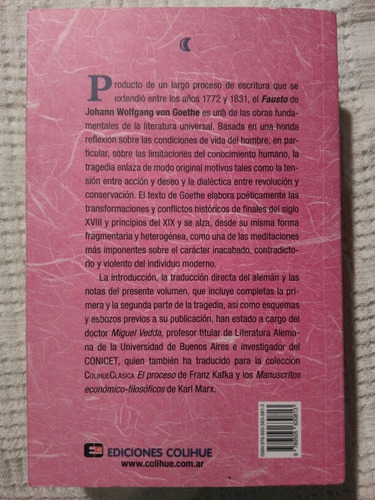 Producto de un largo proceso de escritura que se
extendió entre los años 1772 y 1831, el Fausto de
Johann Wolfgang von Goethe es una de las obras funda-
mentales de la literatura universal. Basada en una honda
reflexión sobre las condiciones de vida del hombre, en par-
ticular, sobre las limitaciones del conocimiento humano, la
tragedia enlaza de modo original motivos tales como la ten-
sión entre acción y deseo y la dialéctica entre revolución y
conservación. El texto de Goethe elabora poéticamente las
transformaciones y conflictos históricos de finales del siglo
XVIII y principios del XIX y se alza, desde su misma forma
fragmentaria y heterogénea, como una de las meditaciones
más imponentes sobre el carácter inacabado, contradicto-
rio y violento del individuo moderno.
La introducción, la traducción directa del alemán y las
notas del presente volumen, que incluye completas la pri-
mera y la segunda parte de la tragedia, así como esquemas
y esbozos previos a su publicación, han estado a cargo del
doctor Miguel Vedda, profesor titular de Literatura Alema-
na de la Universidad de Buenos Aires e investigador del
CONICET, quien también ha traducido para la colección
COLIHUECLÁSICA El proceso de Franz Kafka y los Manuscritos
económico-filosóficos de Karl Marx.
EDICIONES COLIHUE
www.colihue.com.ar